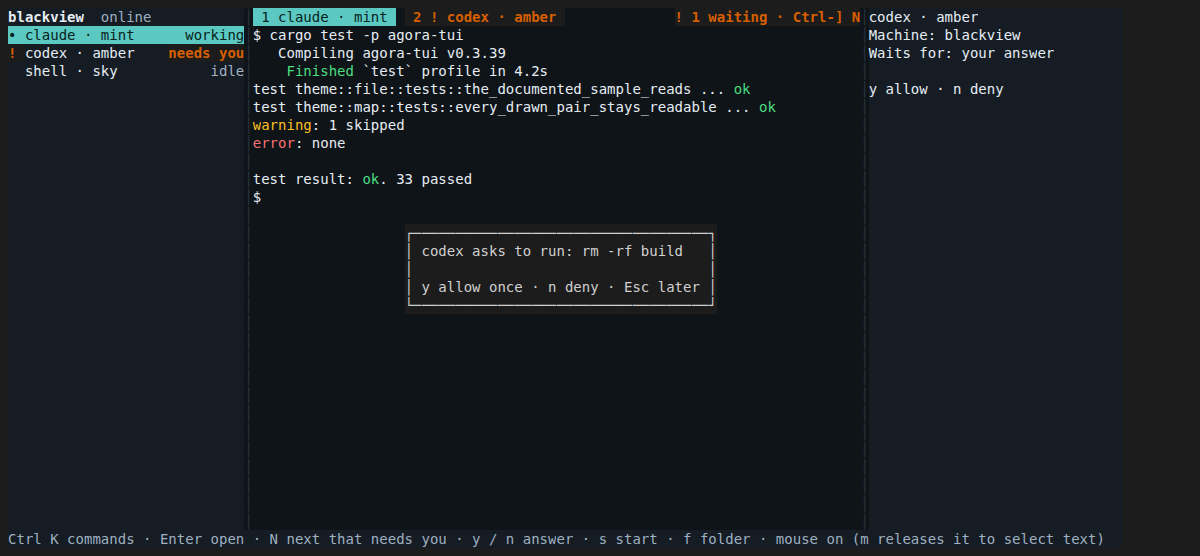 blackview  online
• claude · mint      working
! codex · amber    needs you
  shell · sky           idle
1 claude · mint   2 ! codex · amber   ! 1 waiting · Ctrl-] N
$ cargo test -p agora-tui
   Compiling agora-tui v0.3.39
    Finished `test` profile in 4.2s
test theme::file::tests::the_documented_sample_reads ... ok
test theme::map::tests::every_drawn_pair_stays_readable ... ok
warning: 1 skipped
error: none
test result: ok. 33 passed
$
codex asks to run: rm -rf build
y allow once · n deny · Esc later
codex · amber
Machine: blackview
Waits for: your answer
y allow · n deny
Ctrl K commands · Enter open · N next that needs you · y / n answer · s start · f folder · mouse on (m releases it to select text)